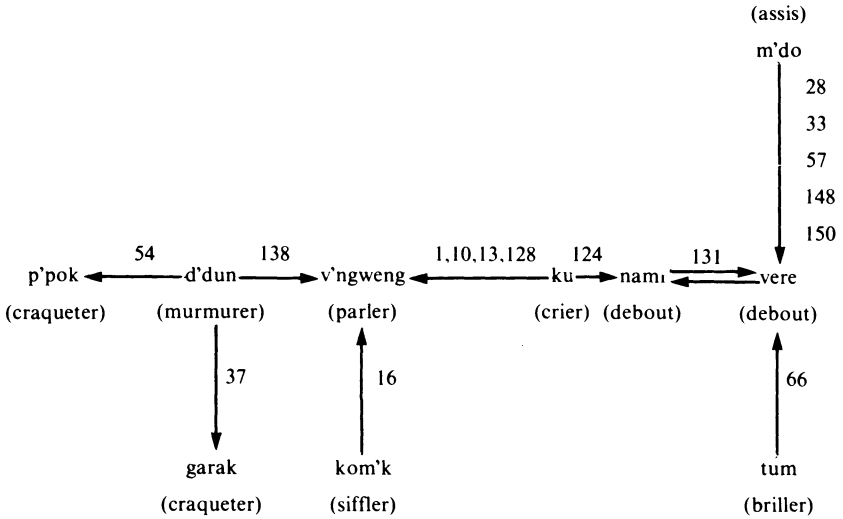 (assis)
m'do
28
33
57
148
150
54 138 1,10,13,128 124 131
p'pok d'dun v'ngweng ku namı vere
(craqueter) (murmurer) (parler) (crier) (debout) (debout)
37 16 66
garak kom'k tum
(craqueter) (siffler) (briller)